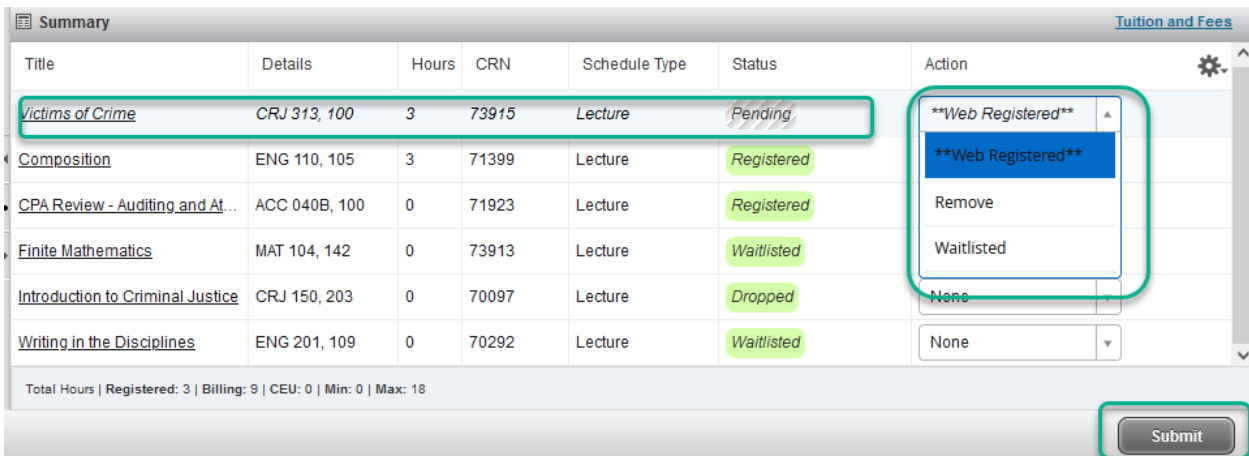 Summary Tuition and Fees
Title Details Hours CRN Schedule Type Status Action
Victims of Crime CRJ 313, 100 3 73915 Lecture Pending **Web Registered**
Composition ENG 110, 105 3 71399 Lecture Registered **Web Registered**
CPA Review - Auditing and At... ACC 040B, 100 0 71923 Lecture Registered Remove
Finite Mathematics MAT 104, 142 0 73913 Lecture Waitlisted Waitlisted
Introduction to Criminal Justice CRJ 150, 203 0 70097 Lecture Dropped None
Writing in the Disciplines ENG 201, 109 0 70292 Lecture Waitlisted None
Total Hours | Registered: 3 | Billing: 9 | CEU: 0 | Min: 0 | Max: 18
Submit